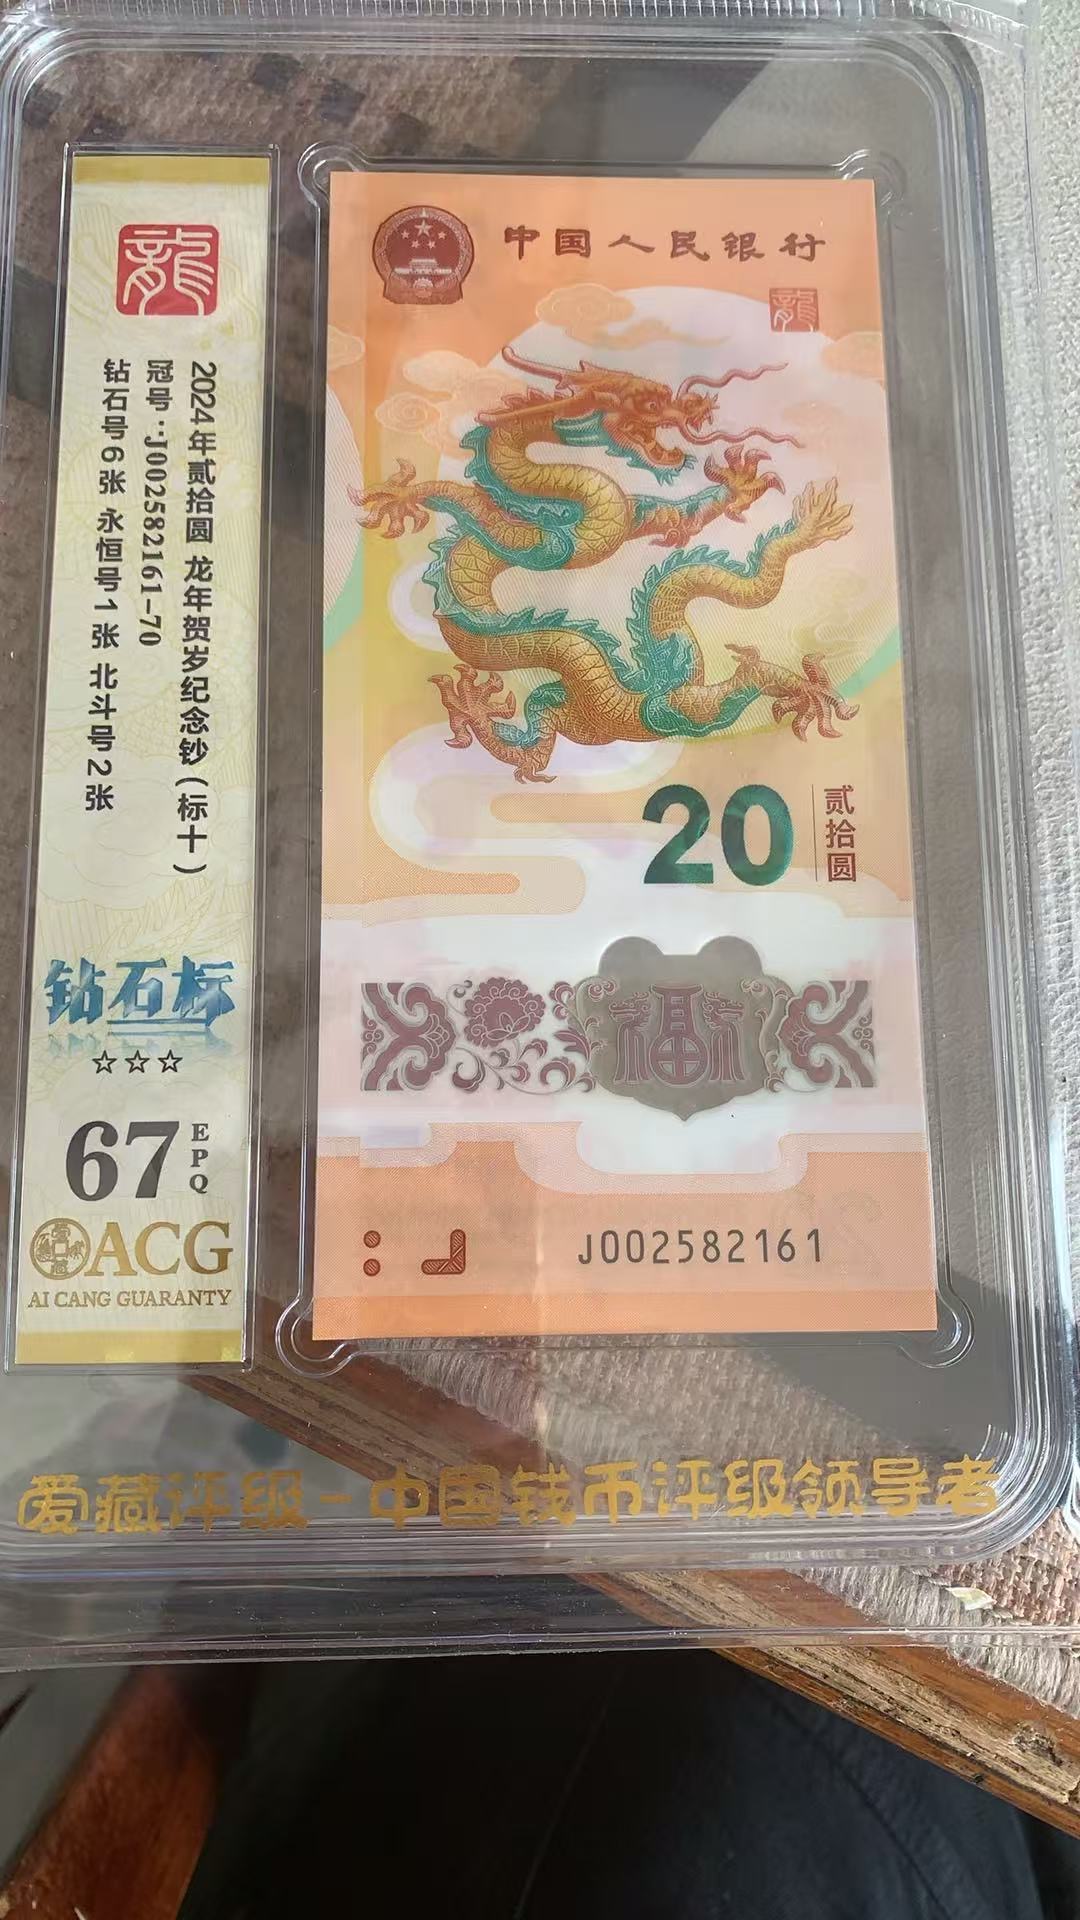 龍
2024年贰拾圆 龙年贺岁纪念钞(标十)
冠号:J002582161-70
钻石号6张 永恒号1张 北斗号2张
钻石标
☆☆☆
67
EPQ
ACG
AI CANG GUARANTY
中国人民银行
龍
20
贰拾圆
福
J002582161
爱藏评级-中国钱币评级领导者